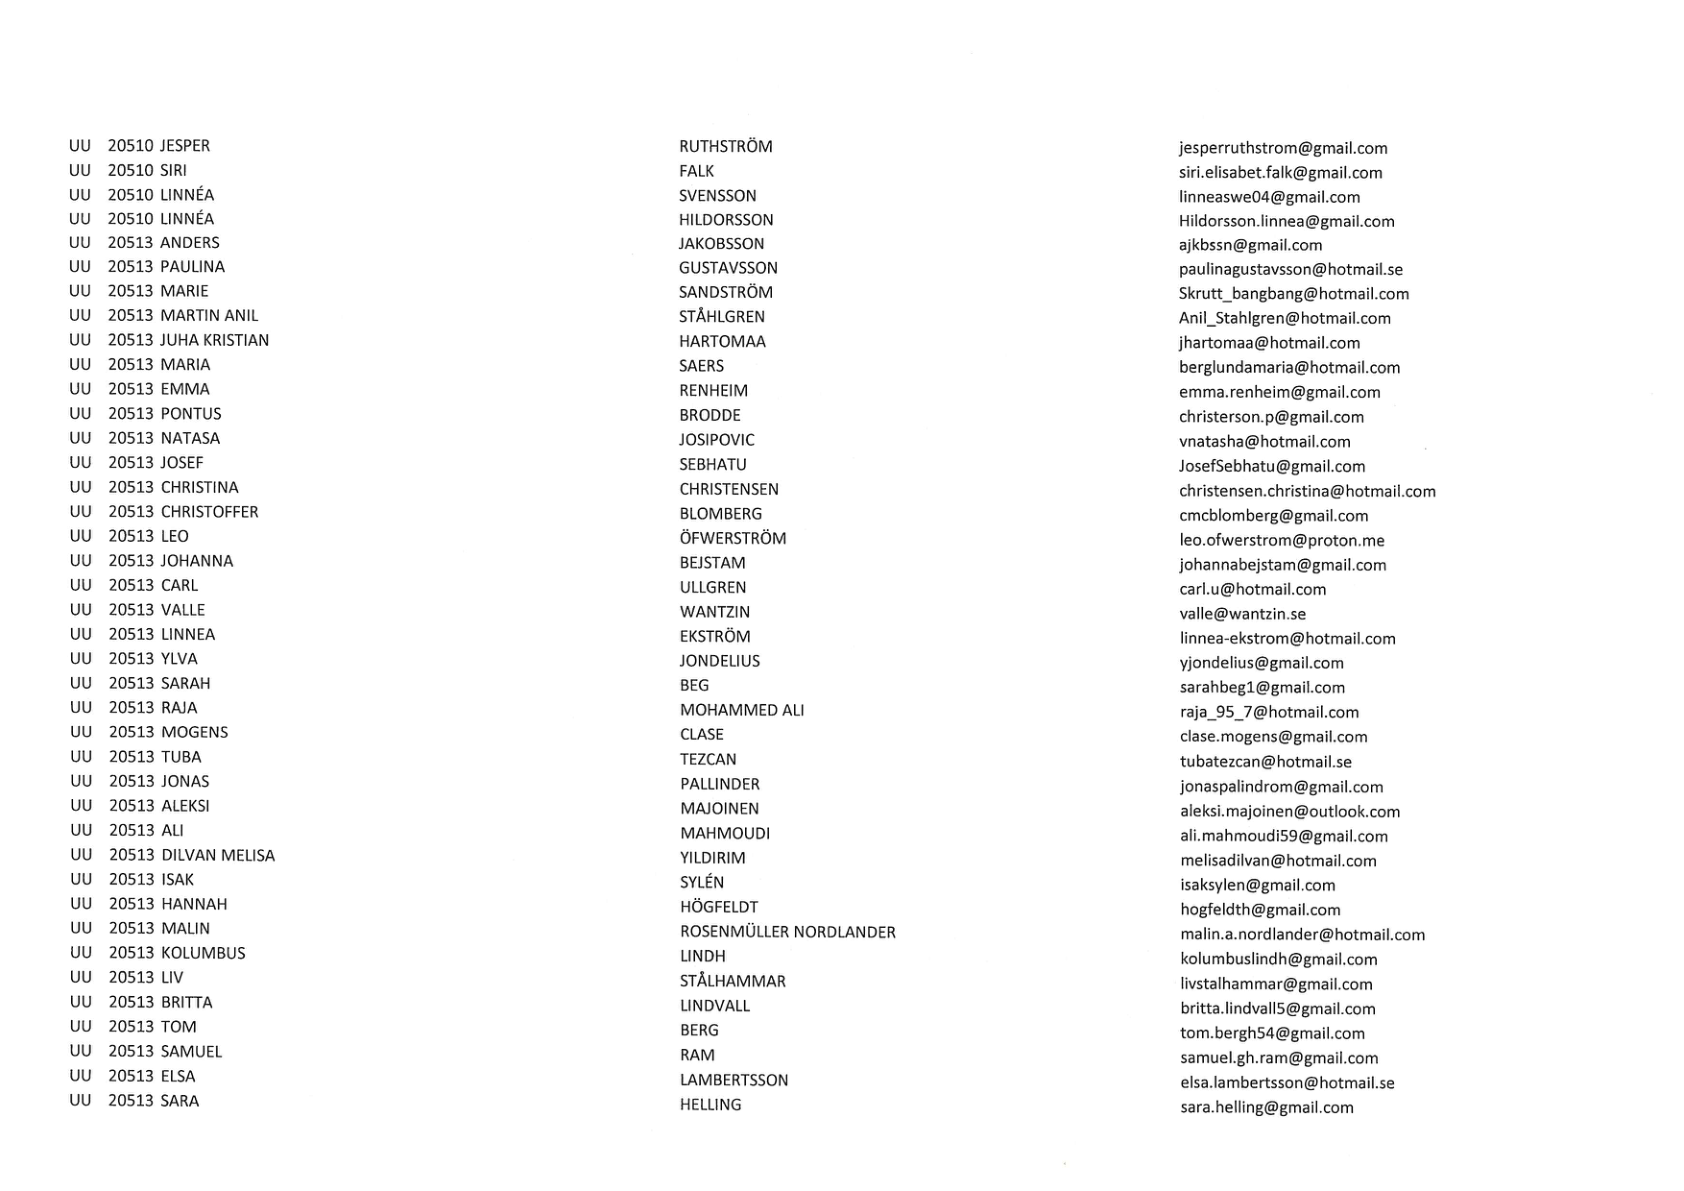 UU 20510 JESPER RUTHSTRÖM jesperruthstrom@gmail.com
UU 20510 SIRI FALK siri.elisabet.falk@gmail.com
UU 20510 LINNÉA SVENSSON linneaswe04@gmail.com
UU 20510 LINNÉA HILDORSSON Hildorsson.linnea@gmail.com
UU 20513 ANDERS JAKOBSSON ajkbssn@gmail.com
UU 20513 PAULINA GUSTAVSSON paulinagustavsson@hotmail.se
UU 20513 MARIE SANDSTRÖM Skrutt_bangbang@hotmail.com
UU 20513 MARTIN ANIL STÅHLGREN Anil_Stahlgren@hotmail.com
UU 20513 JUHA KRISTIAN HARTOMAA jhartomaa@hotmail.com
UU 20513 MARIA SAERS berglundamaria@hotmail.com
UU 20513 EMMA RENHEIM emma.renheim@gmail.com
UU 20513 PONTUS BRODDE christerson.p@gmail.com
UU 20513 NATASA JOSIPOVIC vnatasha@hotmail.com
UU 20513 JOSEF SEBHATU JosefSebhatu@gmail.com
UU 20513 CHRISTINA CHRISTENSEN christensen.christina@hotmail.com
UU 20513 CHRISTOFFER BLOMBERG cmcblomberg@gmail.com
UU 20513 LEO ÖFWERSTRÖM leo.ofwerstrom@proton.me
UU 20513 JOHANNA BEJSTAM johannabejstam@gmail.com
UU 20513 CARL ULLGREN carl.u@hotmail.com
UU 20513 VALLE WANTZIN valle@wantzin.se
UU 20513 LINNEA EKSTRÖM linnea-ekstrom@hotmail.com
UU 20513 YLVA JONDELIUS yjondelius@gmail.com
UU 20513 SARAH BEG sarahbeg1@gmail.com
UU 20513 RAJA MOHAMMED ALI raja_95_7@hotmail.com
UU 20513 MOGENS CLASE clase.mogens@gmail.com
UU 20513 TUBA TEZCAN tubatezcan@hotmail.se
UU 20513 JONAS PALLINDER jonaspalindrom@gmail.com
UU 20513 ALEKSI MAJOINEN aleksi.majoinen@outlook.com
UU 20513 ALI MAHMOUDI ali.mahmoudi59@gmail.com
UU 20513 DILVAN MELISA YILDIRIM melisadilvan@hotmail.com
UU 20513 ISAK SYLÉN isaksylen@gmail.com
UU 20513 HANNAH HÖGFELDT hogfeldth@gmail.com
UU 20513 MALIN ROSENMÜLLER NORDLANDER malin.a.nordlander@hotmail.com
UU 20513 KOLUMBUS LINDH kolumbuslindh@gmail.com
UU 20513 LIV STÅLHAMMAR livstalhammar@gmail.com
UU 20513 BRITTA LINDVALL britta.lindvall5@gmail.com
UU 20513 TOM BERG tom.bergh54@gmail.com
UU 20513 SAMUEL RAM samuel.gh.ram@gmail.com
UU 20513 ELSA LAMBERTSSON elsa.lambertsson@hotmail.se
UU 20513 SARA HELLING sara.helling@gmail.com